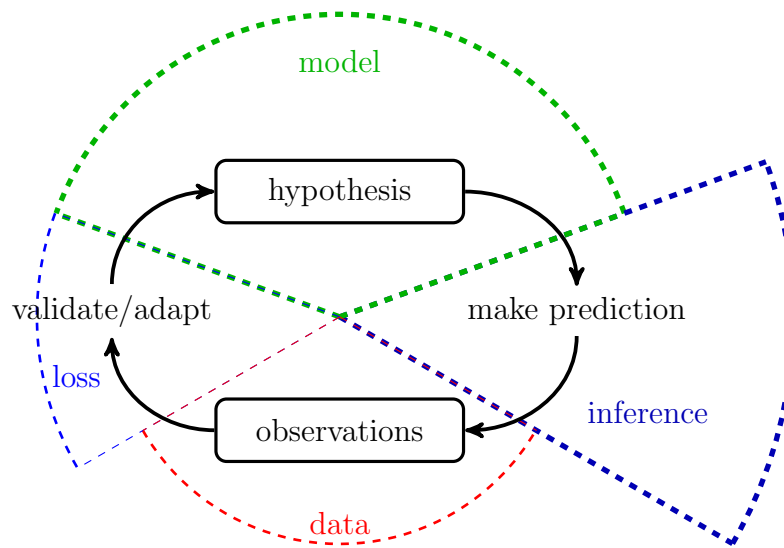 model
hypothesis
validate/adapt
make prediction
loss
inference
observations
data